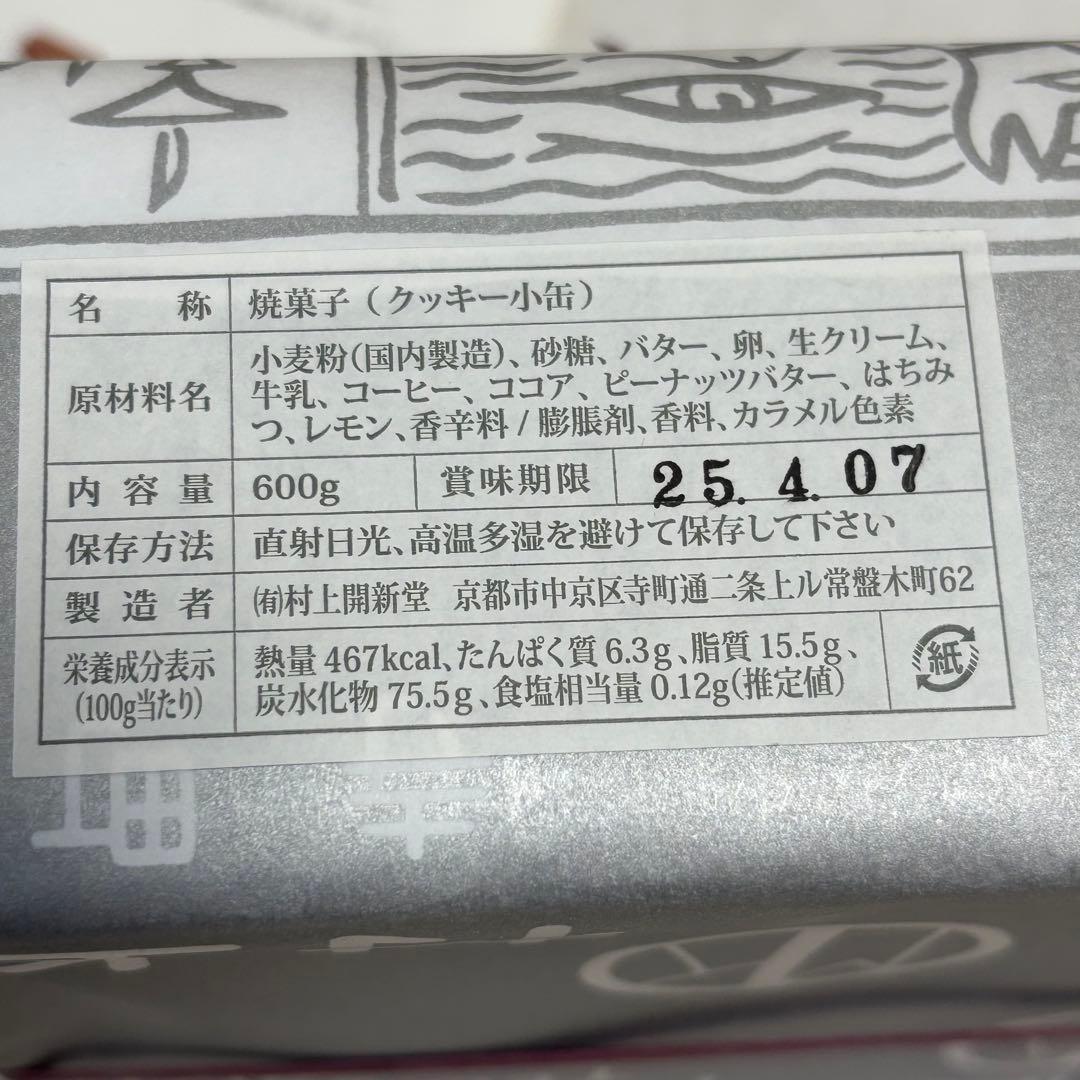 名称 焼菓子（クッキー小缶）
原材料名 小麦粉(国内製造)、砂糖、バター、卵、生クリーム、
牛乳、コーヒー、ココア、ピーナッツバター、はちみ
つ、レモン、香辛料 / 膨脹剤、香料、カラメル色素
内容量 600g 賞味期限 25. 4. 07
保存方法 直射日光、高温多湿を避けて保存して下さい
製造者 ㈲村上開新堂 京都市中京区寺町通二条上ル常盤木町62
栄養成分表示
(100g当たり)
熱量 467kcal、たんぱく質 6.3g、脂質 15.5g、
炭水化物 75.5g、食塩相当量 0.12g(推定値)
紙